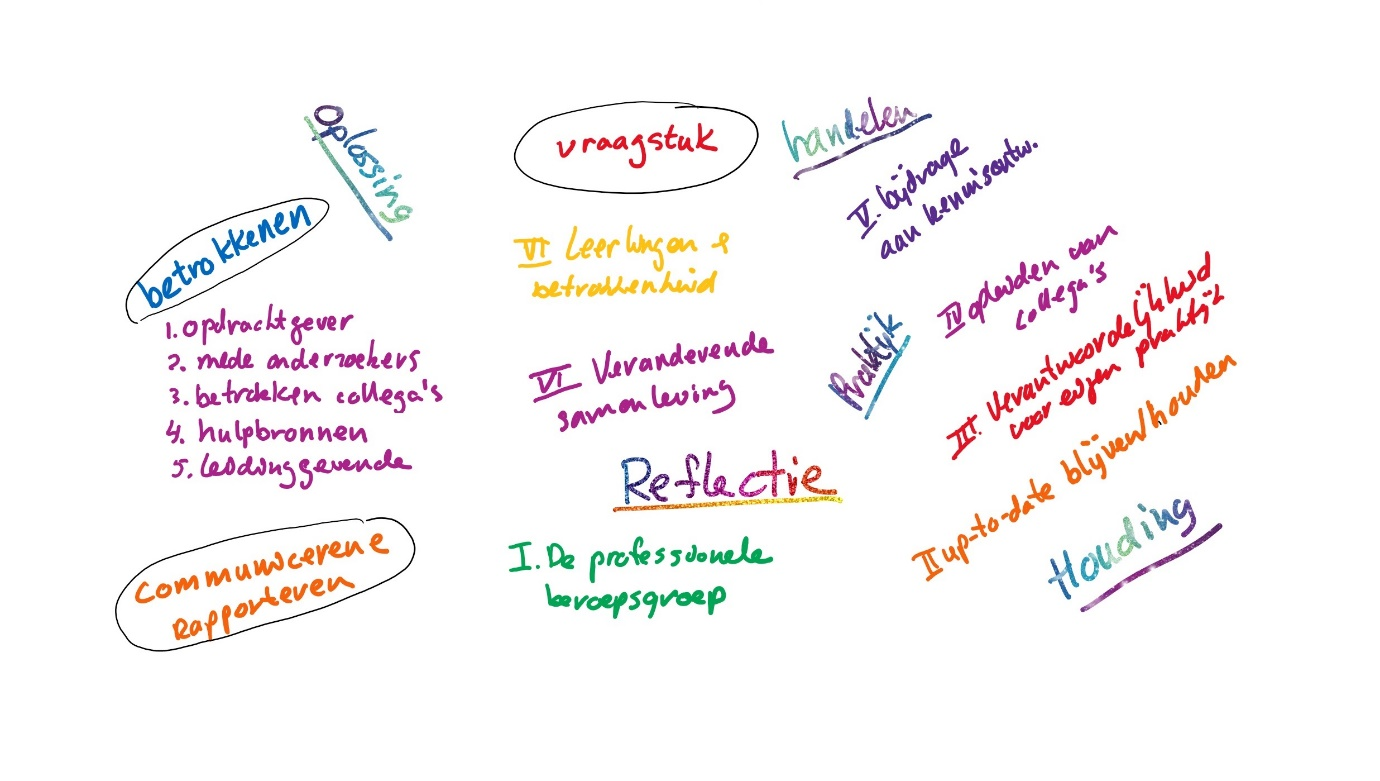 Oplossing
vraagstuk
handelen
V. bijdrage
aan kennisontw.
betrokkenen
VI Leerlingen &
betrokkenheid
IV opleiden van
collega's
1. Opdrachtgever
2. mede onderzoekers
3. betrokken collega's
4. hulpbronnen
5. leidinggevende
VI Veranderende
samenleving
Praktijk
III. Verantwoordelijkheid
voor eigen praktijk
Reflectie
II up-to-date blijven/houden
Houding
I. De professionele
beroepsgroep
Communiceren &
Rapporteren